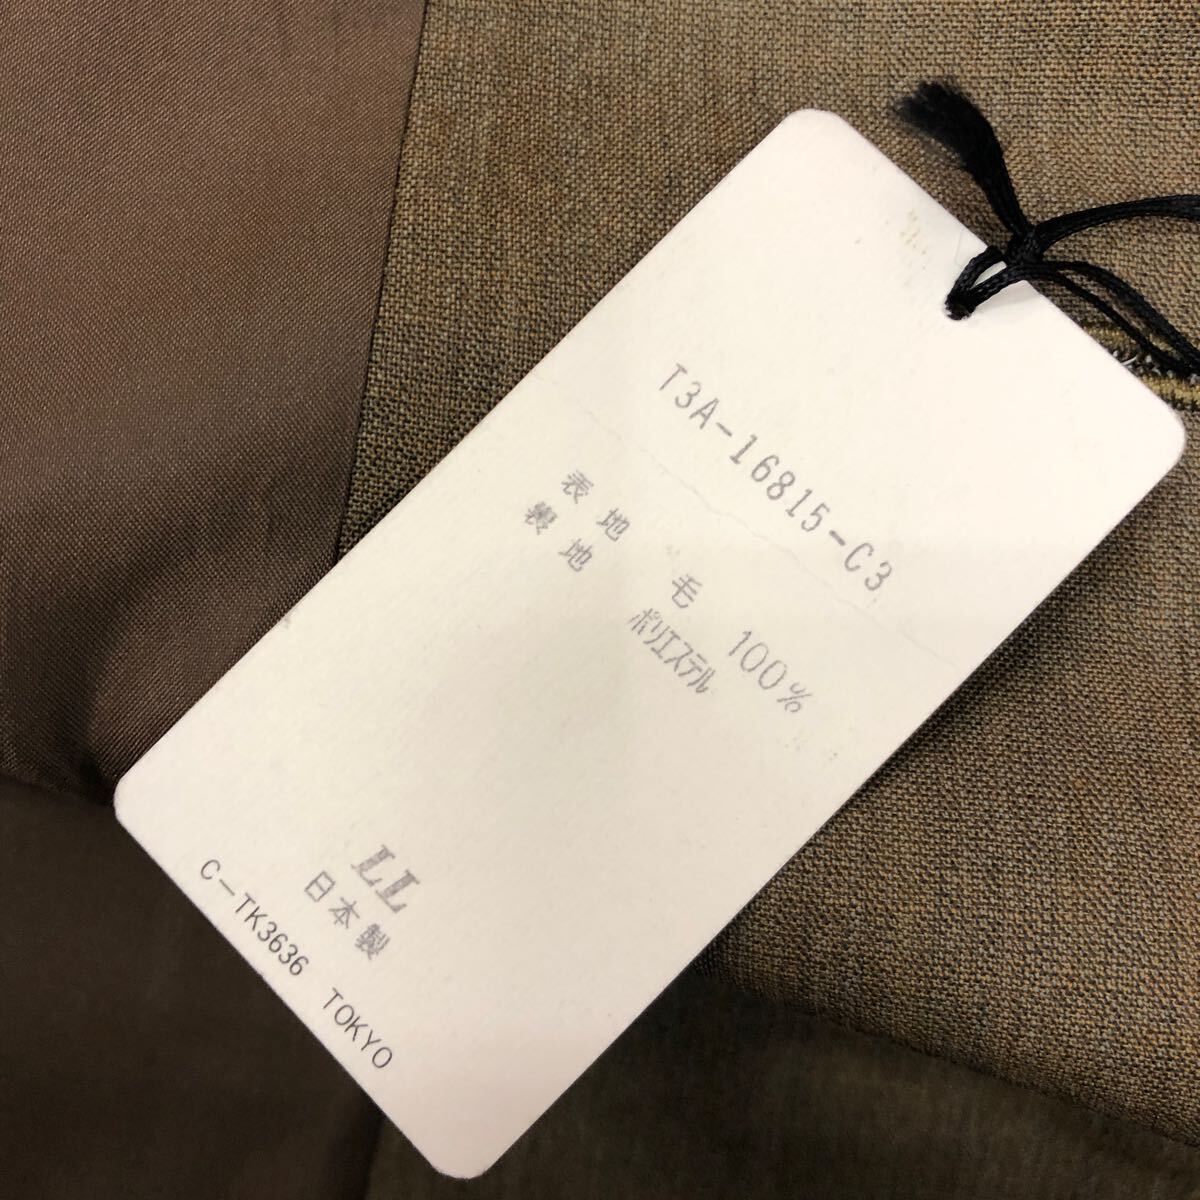 T3A-16815-C3
表地 毛 100%
裏地 ポリエステル
LL
日本製
C-TK3636 TOKYO